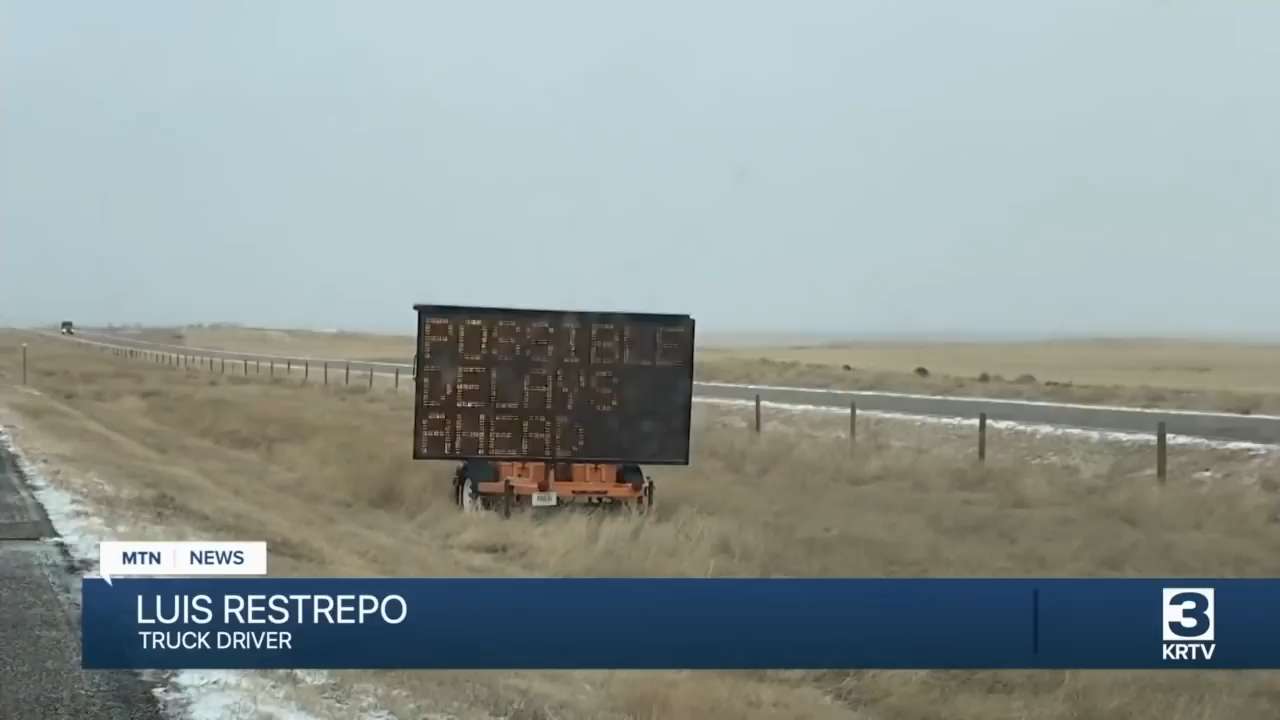 POSSIBLE
DELAYS
AHEAD
MTN | NEWS
LUIS RESTREPO
TRUCK DRIVER
3
KRTV